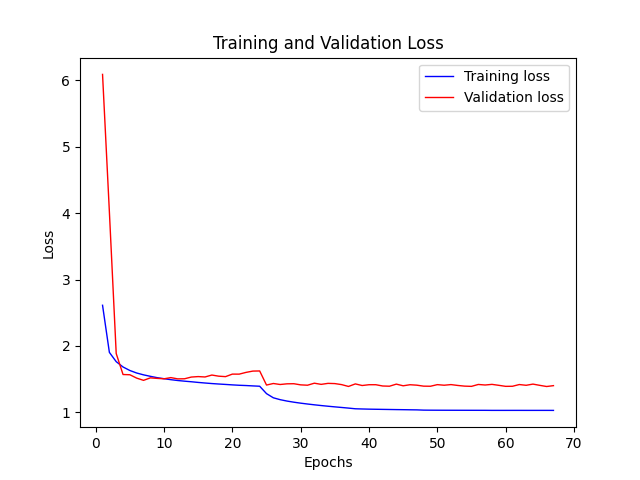 Training and Validation Loss
Training loss
Validation loss
6
5
4
3
2
1
Loss
0 10 20 30 40 50 60 70
Epochs